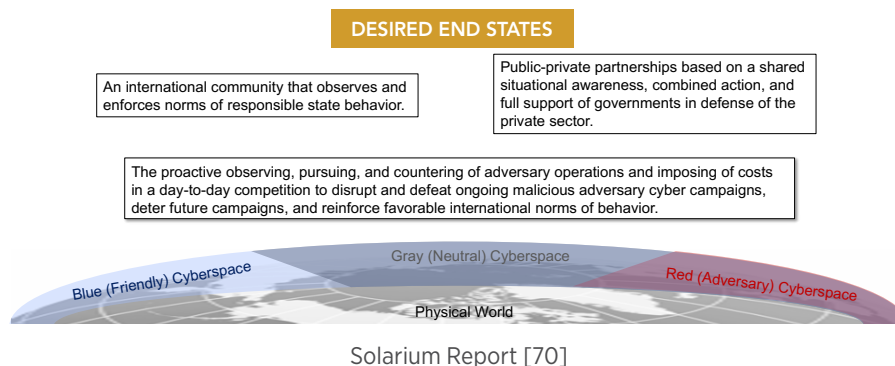 DESIRED END STATES
An international community that observes and
enforces norms of responsible state behavior.
Public-private partnerships based on a shared
situational awareness, combined action, and
full support of governments in defense of the
private sector.
The proactive observing, pursuing, and countering of adversary operations and imposing of costs
in a day-to-day competition to disrupt and defeat ongoing malicious adversary cyber campaigns,
deter future campaigns, and reinforce favorable international norms of behavior.
Blue (Friendly) Cyberspace
Gray (Neutral) Cyberspace
Red (Adversary) Cyberspace
Physical World
Solarium Report [70]